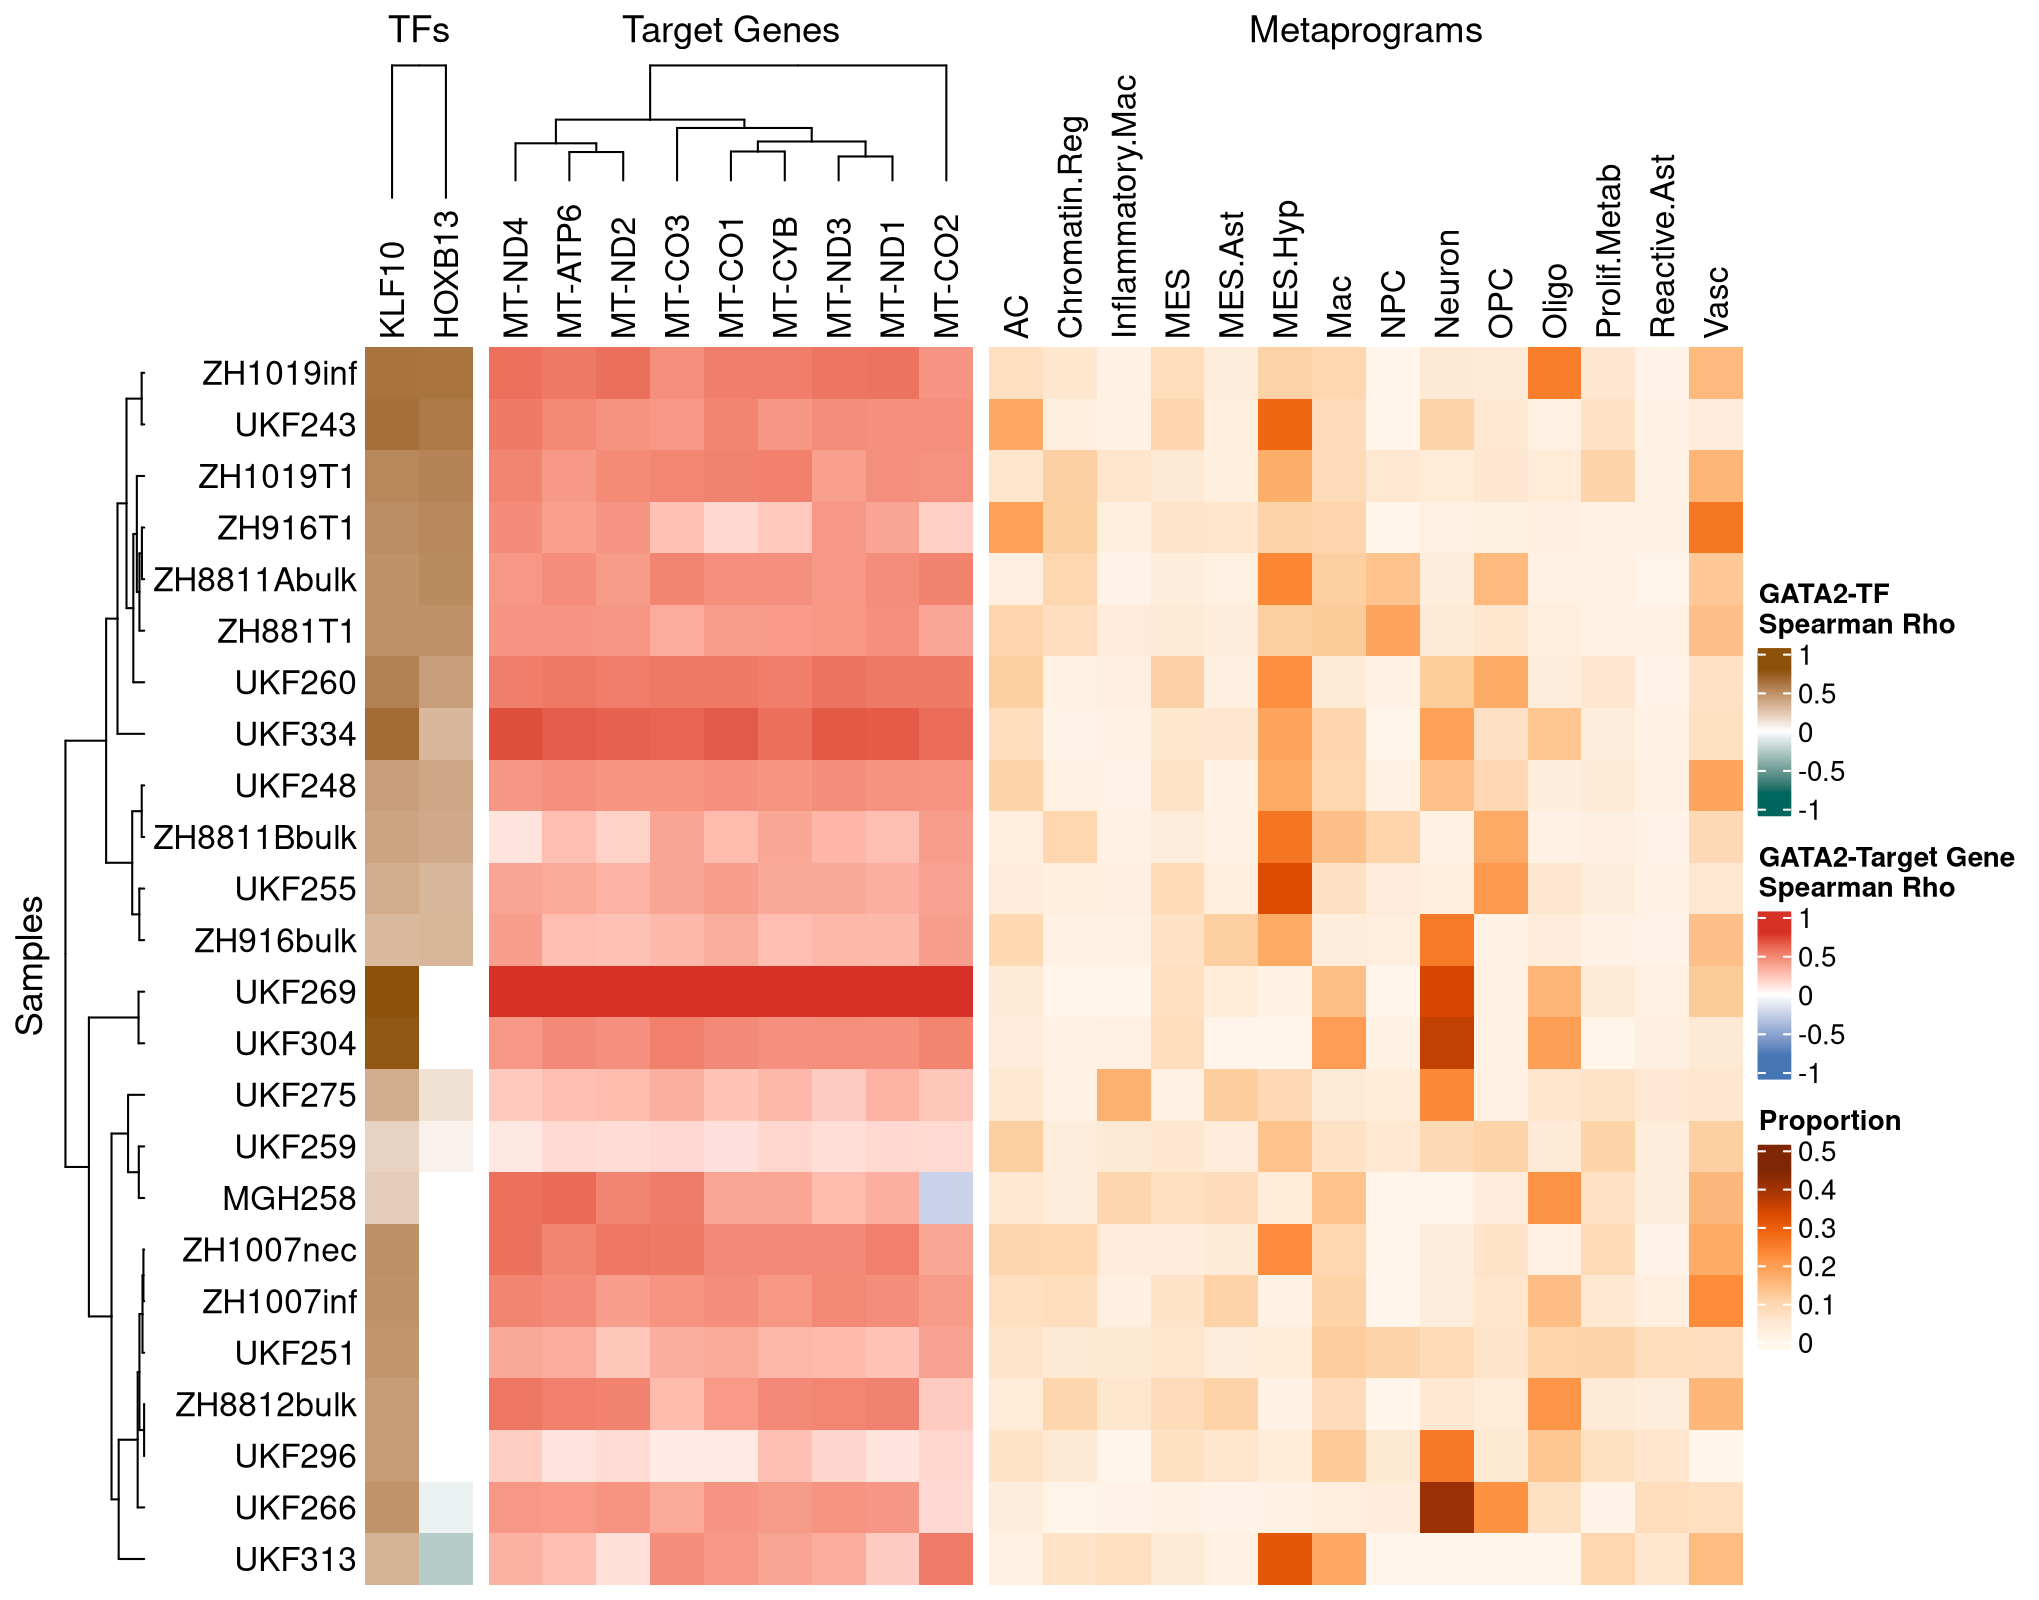 TFs
Target Genes
Metaprograms
KLF10
HOXB13
MT-ND4
MT-ATP6
MT-ND2
MT-CO3
MT-CO1
MT-CYB
MT-ND3
MT-ND1
MT-CO2
AC
Chromatin.Reg
Inflammatory.Mac
MES
MES.Ast
MES.Hyp
Mac
NPC
Neuron
OPC
Oligo
Prolif.Metab
Reactive.Ast
Vasc
Samples
ZH1019inf
UKF243
ZH1019T1
ZH916T1
ZH8811Abulk
ZH881T1
UKF260
UKF334
UKF248
ZH8811Bbulk
UKF255
ZH916bulk
UKF269
UKF304
UKF275
UKF259
MGH258
ZH1007nec
ZH1007inf
UKF251
ZH8812bulk
UKF296
UKF266
UKF313
GATA2-TF
Spearman Rho
1
0.5
0
-0.5
-1
GATA2-Target Gene
Spearman Rho
1
0.5
0
-0.5
-1
Proportion
0.5
0.4
0.3
0.2
0.1
0